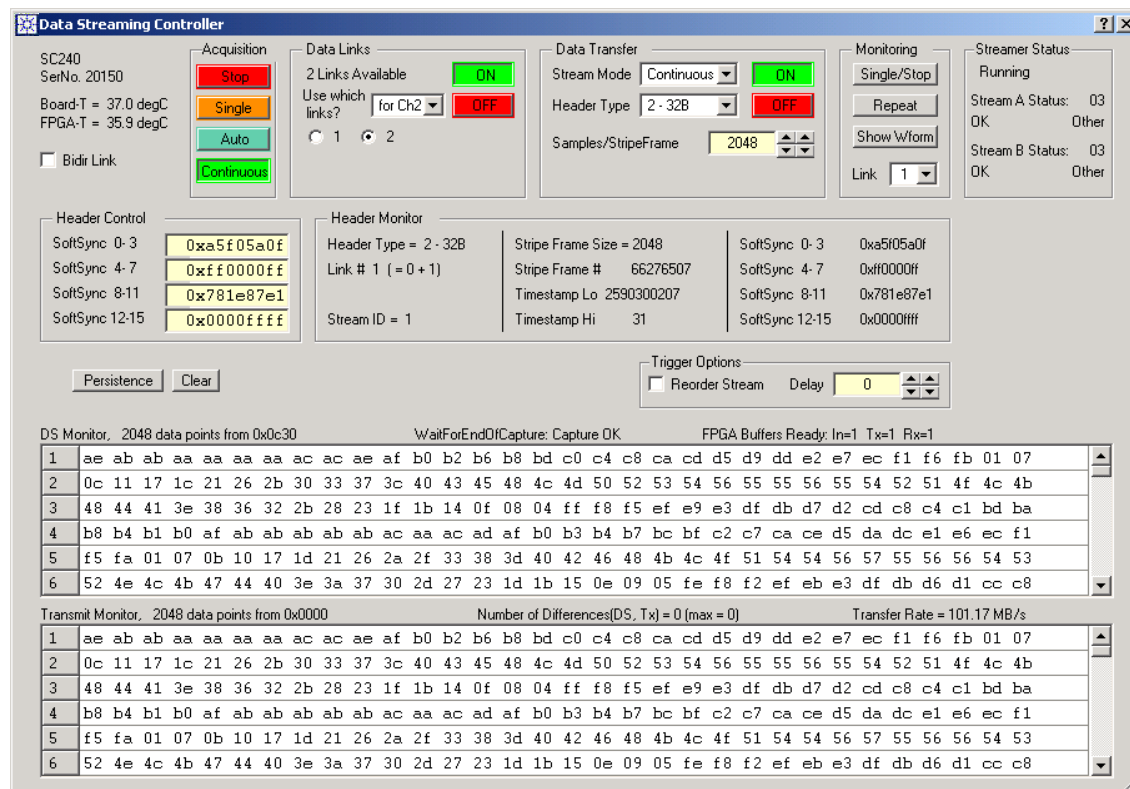 Data Streaming Controller
SC240
SerNo. 20150
Board-T = 37.0 degC
FPGA-T = 35.9 degC
Bidir Link
Acquisition
Stop
Single
Auto
Continuous
Data Links
2 Links Available ON
Use which links? for Ch2 OFF
1 2
Data Transfer
Stream Mode Continuous ON
Header Type 2 - 32B OFF
Samples/StripeFrame 2048
Monitoring
Single/Stop
Repeat
Show Wform
Link 1
Streamer Status
Running
Stream A Status: 03
OK Other
Stream B Status: 03
OK Other
Header Control
SoftSync 0- 3 0xa5f05a0f
SoftSync 4- 7 0xff0000ff
SoftSync 8-11 0x781e87e1
SoftSync 12-15 0x0000ffff
Header Monitor
Header Type = 2 - 32B Stripe Frame Size = 2048 SoftSync 0- 3 0xa5f05a0f
Link # 1 ( = 0 + 1) Stripe Frame # 66276507 SoftSync 4- 7 0xff0000ff
Timestamp Lo 2590300207 SoftSync 8-11 0x781e87e1
Stream ID = 1 Timestamp Hi 31 SoftSync 12-15 0x0000ffff
Persistence Clear
Trigger Options
Reorder Stream Delay 0
DS Monitor, 2048 data points from 0x0c30 WaitForEndOfCapture: Capture OK FPGA Buffers Ready: In=1 Tx=1 Rx=1
1 ae ab ab aa aa aa aa ac ac ae af b0 b2 b6 b8 bd c0 c4 c8 ca cd d5 d9 dd e2 e7 ec f1 f6 fb 01 07
2 0c 11 17 1c 21 26 2b 30 33 37 3c 40 43 45 48 4c 4d 50 52 53 54 56 55 55 56 55 54 52 51 4f 4c 4b
3 48 44 41 3e 38 36 32 2b 28 23 1f 1b 14 0f 08 04 ff f8 f5 ef e9 e3 df db d7 d2 cd c8 c4 c1 bd ba
4 b8 b4 b1 b0 af ab ab ab ab ab ac aa ac ad af b0 b3 b4 b7 bc bf c2 c7 ca ce d5 da dc e1 e6 ec f1
5 f5 fa 01 07 0b 10 17 1d 21 26 2a 2f 33 38 3d 40 42 46 48 4b 4c 4f 51 54 54 56 57 55 56 56 54 53
6 52 4e 4c 4b 47 44 40 3e 3a 37 30 2d 27 23 1d 1b 15 0e 09 05 fe f8 f2 ef eb e3 df db d6 d1 cc c8
Transmit Monitor, 2048 data points from 0x0000 Number of Differences(DS, Tx) = 0 (max = 0) Transfer Rate = 101.17 MB/s
1 ae ab ab aa aa aa aa ac ac ae af b0 b2 b6 b8 bd c0 c4 c8 ca cd d5 d9 dd e2 e7 ec f1 f6 fb 01 07
2 0c 11 17 1c 21 26 2b 30 33 37 3c 40 43 45 48 4c 4d 50 52 53 54 56 55 55 56 55 54 52 51 4f 4c 4b
3 48 44 41 3e 38 36 32 2b 28 23 1f 1b 14 0f 08 04 ff f8 f5 ef e9 e3 df db d7 d2 cd c8 c4 c1 bd ba
4 b8 b4 b1 b0 af ab ab ab ab ab ac aa ac ad af b0 b3 b4 b7 bc bf c2 c7 ca ce d5 da dc e1 e6 ec f1
5 f5 fa 01 07 0b 10 17 1d 21 26 2a 2f 33 38 3d 40 42 46 48 4b 4c 4f 51 54 54 56 57 55 56 56 54 53
6 52 4e 4c 4b 47 44 40 3e 3a 37 30 2d 27 23 1d 1b 15 0e 09 05 fe f8 f2 ef eb e3 df db d6 d1 cc c8